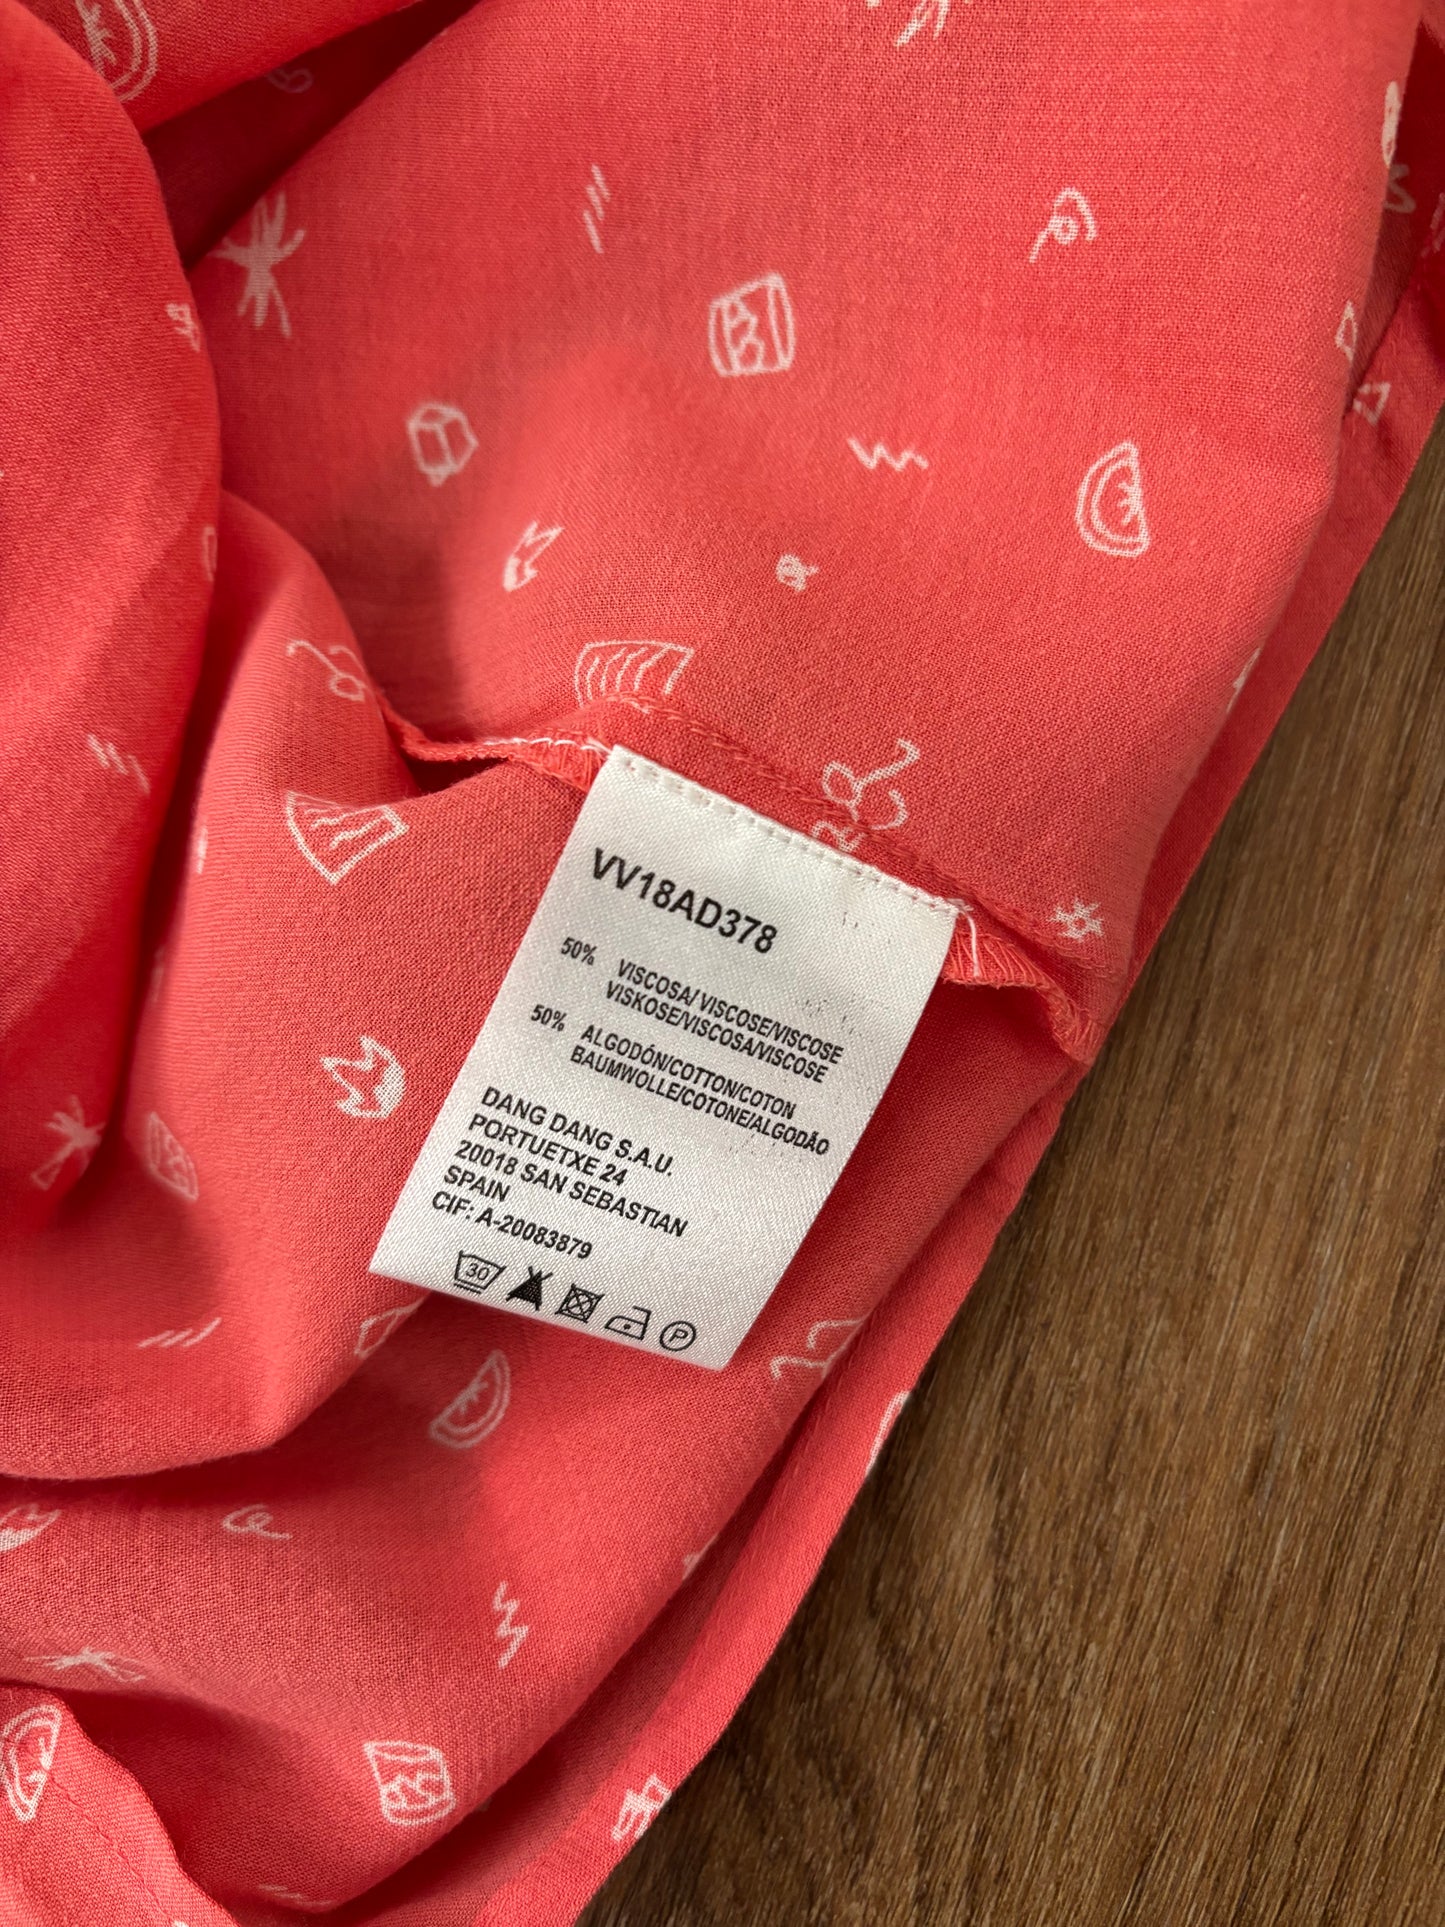 VV18AD378
50% VISCOSA/ VISCOSE/VISCOSE
VISKOSE/VISCOSA/VISCOSE
50% ALGODÓN/COTTON/COTON
BAUMWOLLE/COTONE/ALGODÃO
DANG DANG S.A.U.
PORTUETXE 24
20018 SAN SEBASTIAN
SPAIN
CIF: A-20083879
30 P